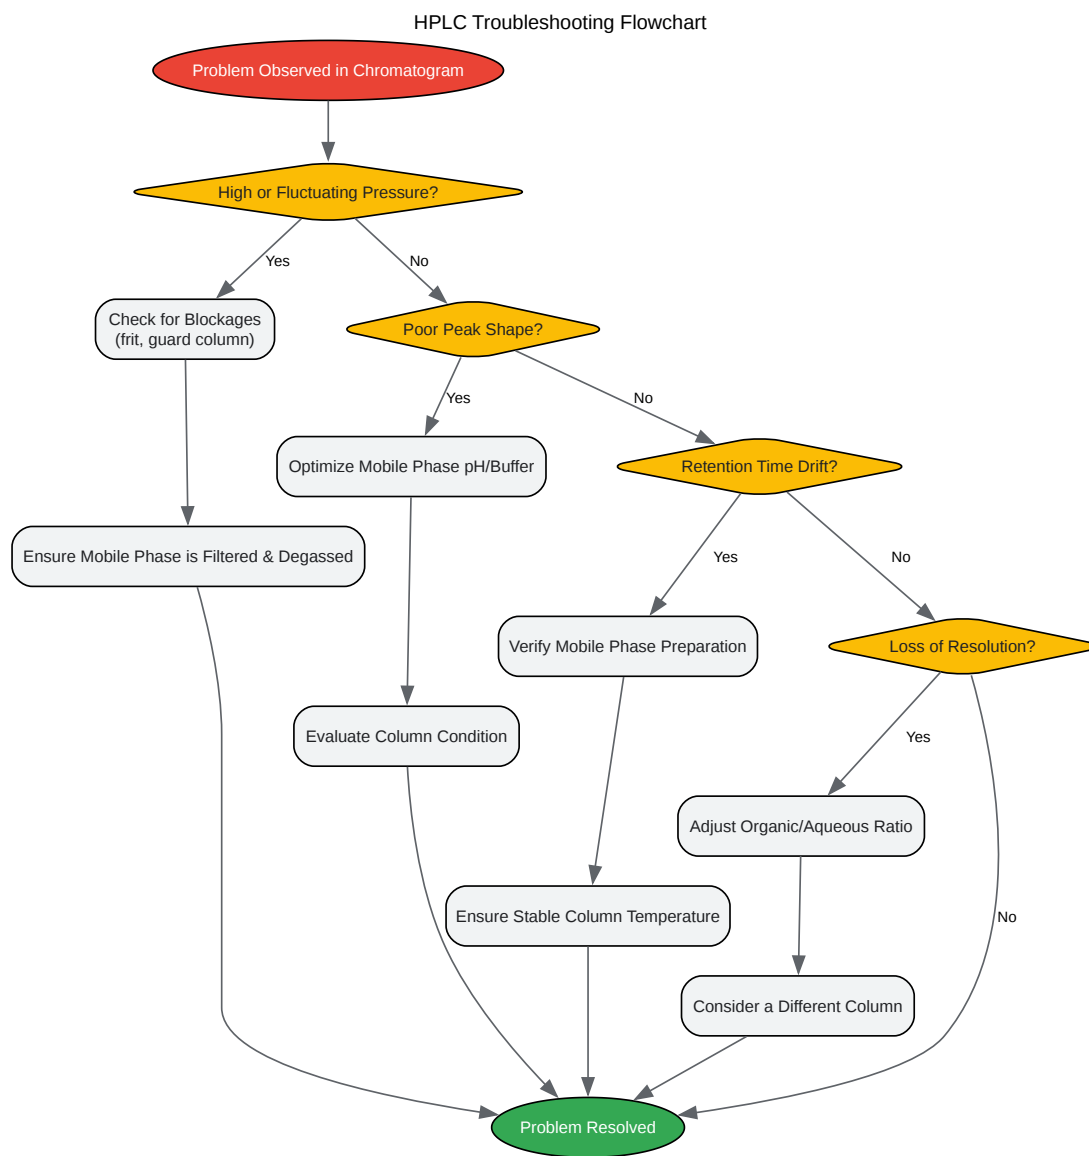 HPLC Troubleshooting Flowchart
Problem Observed in Chromatogram
High or Fluctuating Pressure?
Yes
No
Check for Blockages
(frit, guard column)
Poor Peak Shape?
Yes
No
Optimize Mobile Phase pH/Buffer
Retention Time Drift?
Ensure Mobile Phase is Filtered & Degassed
Yes
No
Verify Mobile Phase Preparation
Loss of Resolution?
Evaluate Column Condition
Yes
Adjust Organic/Aqueous Ratio
Ensure Stable Column Temperature
No
Consider a Different Column
Problem Resolved